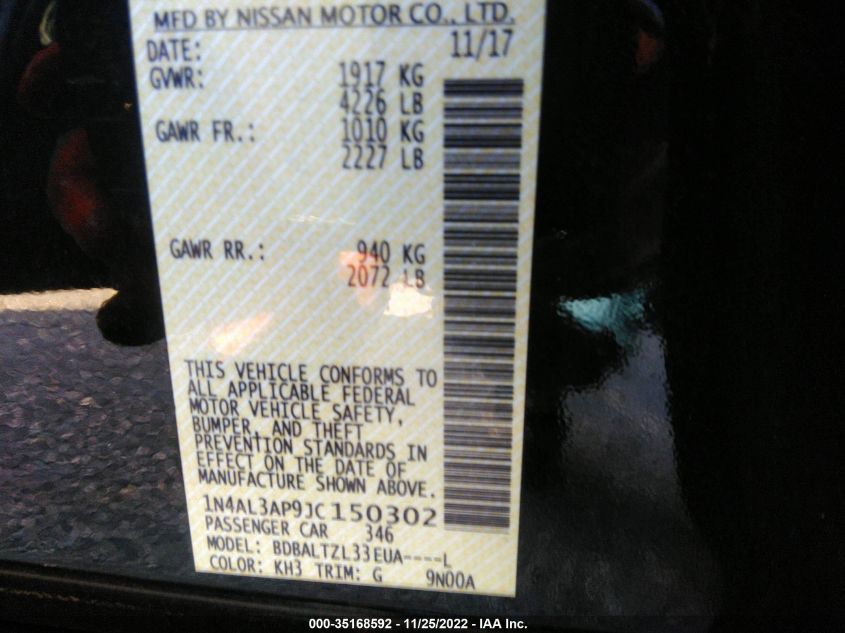 MFD BY NISSAN MOTOR CO., LTD.
DATE: 11/17
GVWR: 1917 KG
4226 LB
GAWR FR.: 1010 KG
2227 LB
GAWR RR.: 940 KG
2072 LB
THIS VEHICLE CONFORMS TO
ALL APPLICABLE FEDERAL
MOTOR VEHICLE SAFETY,
BUMPER, AND THEFT
PREVENTION STANDARDS IN
EFFECT ON THE DATE OF
MANUFACTURE SHOWN ABOVE.
1N4AL3AP9JC150302
PASSENGER CAR 346
MODEL: BDBALTZL33EUA----L
COLOR: KH3 TRIM: G 9N00A
000-35168592 - 11/25/2022 - IAA Inc.